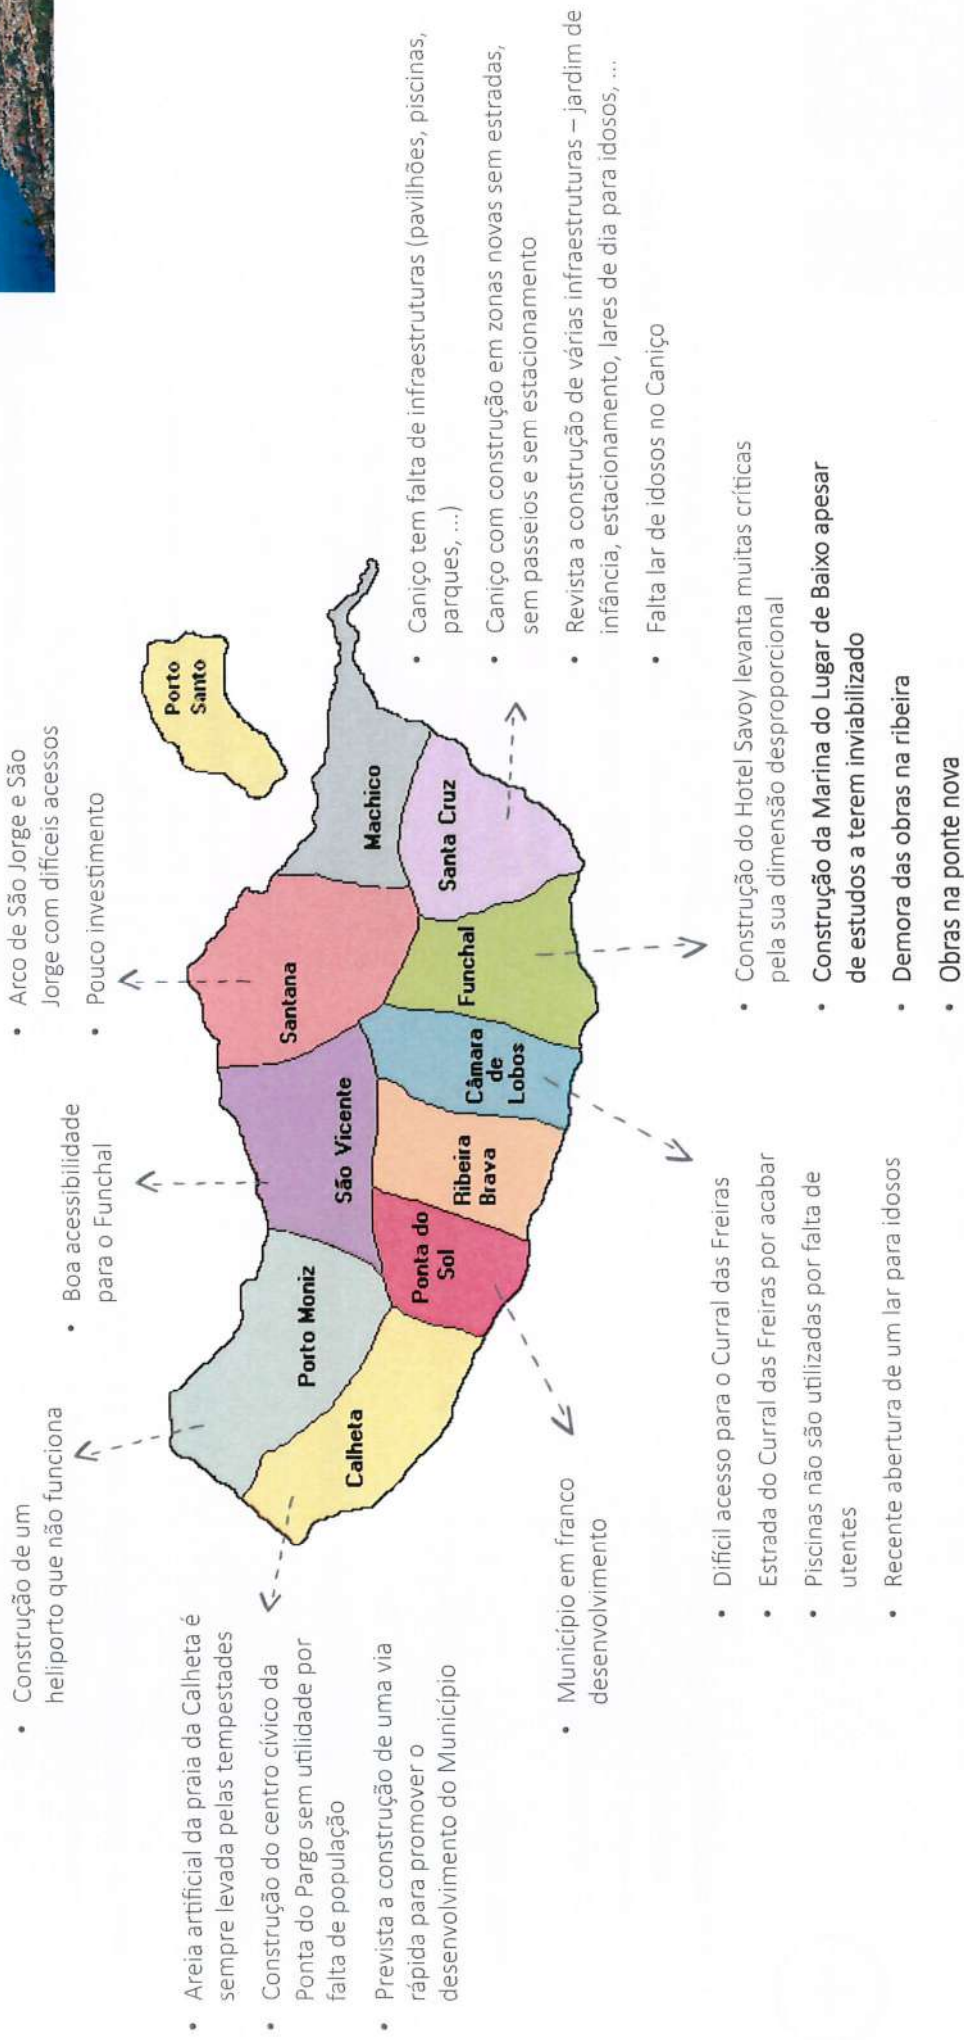 • Construção de um
heliporto que não funciona
• Boa acessibilidade
para o Funchal
• Arco de São Jorge e São
Jorge com difíceis acessos
• Pouco investimento
• Areia artificial da praia da Calheta é
sempre levada pelas tempestades
• Construção do centro cívico da
Ponta do Pargo sem utilidade por
falta de população
• Prevista a construção de uma via
rápida para promover o
desenvolvimento do Município
Porto Moniz
Calheta
São Vicente
Ponta do
Sol
Ribeira
Brava
Câmara
de
Lobos
Santana
Funchal
Machico
Santa Cruz
Porto
Santo
• Caniço tem falta de infraestruturas (pavilhões, piscinas,
parques, ...)
• Caniço com construção em zonas novas sem estradas,
sem passeios e sem estacionamento
• Revista a construção de várias infraestruturas – jardim de
infância, estacionamento, lares de dia para idosos, ...
• Falta lar de idosos no Caniço
• Município em franco
desenvolvimento
• Difícil acesso para o Curral das Freiras
• Estrada do Curral das Freiras por acabar
• Piscinas não são utilizadas por falta de
utentes
• Recente abertura de um lar para idosos
• Construção do Hotel Savoy levanta muitas críticas
pela sua dimensão desproporcional
• Construção da Marina do Lugar de Baixo apesar
de estudos a terem inviabilizado
• Demora das obras na ribeira
• Obras na ponte nova